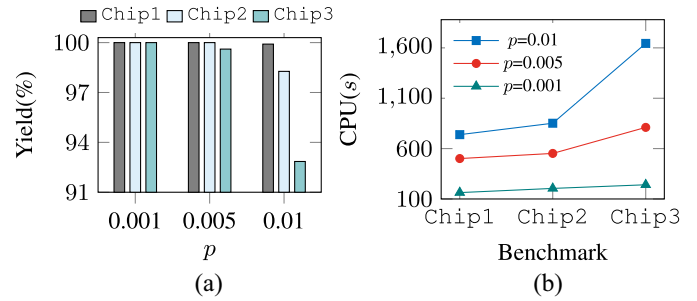 Chip1 Chip2 Chip3
Yield(%)
100
97
94
91
0.001 0.005 0.01
p
(a)
CPU(s)
1,600
1,100
600
100
p=0.01
p=0.005
p=0.001
Chip1 Chip2 Chip3
Benchmark
(b)